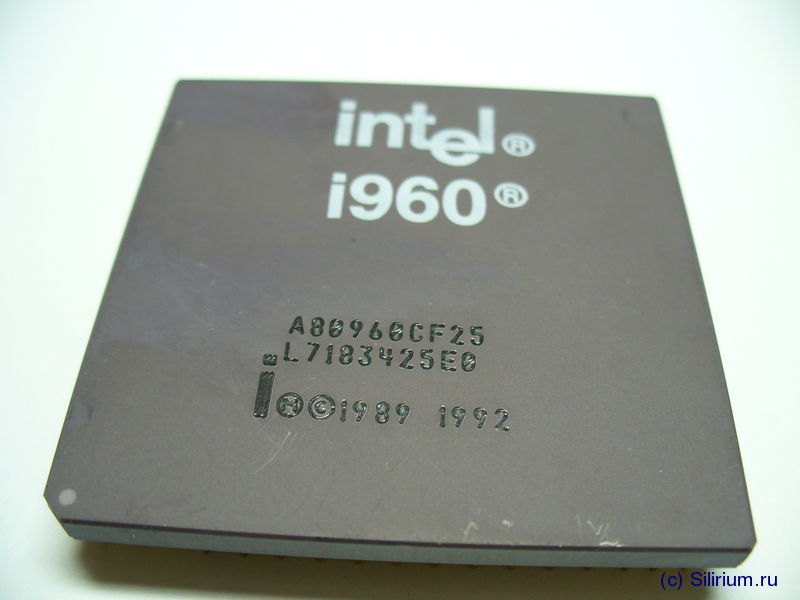 intel®
i960®
A80960CF25
L7183425E0
i Ⓜ©1989 1992
(c) Silirium.ru